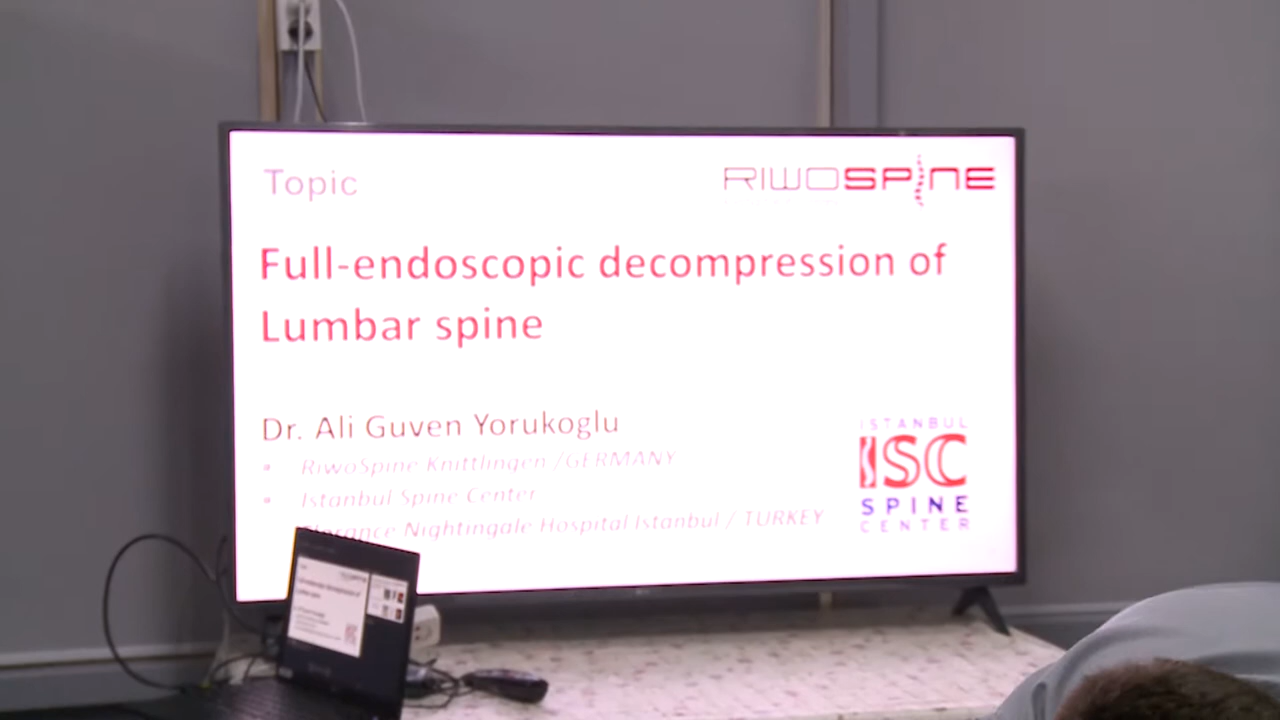 Topic
RIWOSPINE
Full-endoscopic decompression of
Lumbar spine
Dr. Ali Guven Yorukoglu
• RiwoSpine Knittlingen /GERMANY
• Istanbul Spine Center
Florance Nightingale Hospital Istanbul / TURKEY
ISTANBUL
ISC
SPINE
CENTER